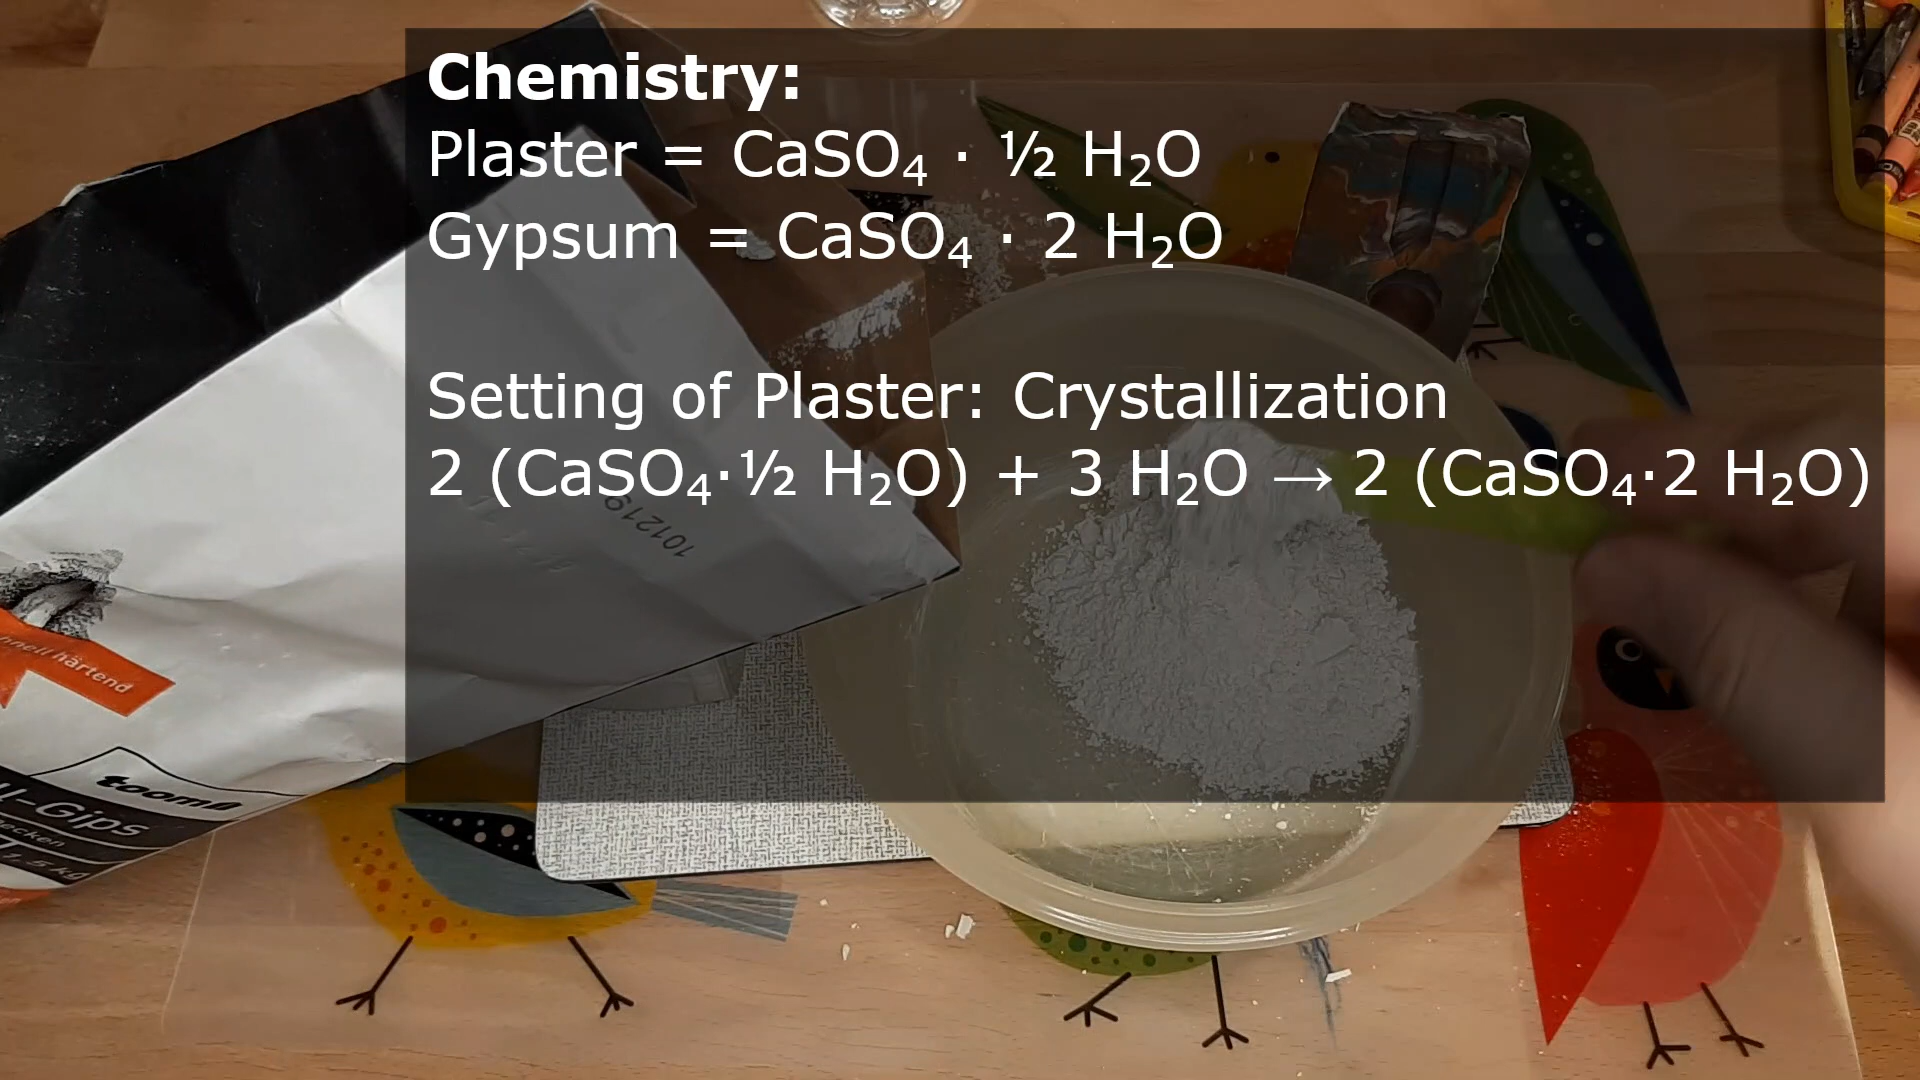 Chemistry:
Plaster = CaSO₄ · ½ H₂O
Gypsum = CaSO₄ · 2 H₂O
Setting of Plaster: Crystallization
2 (CaSO₄·½ H₂O) + 3 H₂O → 2 (CaSO₄·2 H₂O)
101219
härtend
toom
-Gips